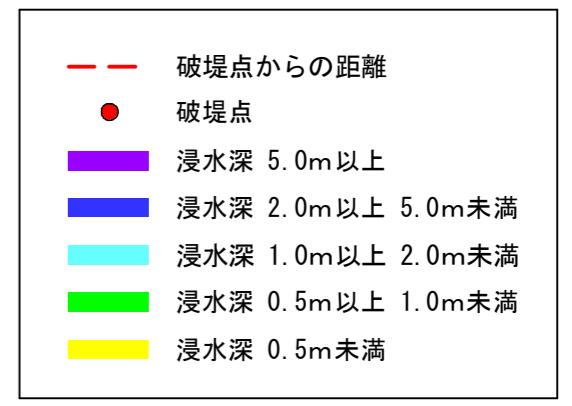 破堤点からの距離
破堤点
浸水深 5.0m以上
浸水深 2.0m以上 5.0m未満
浸水深 1.0m以上 2.0m未満
浸水深 0.5m以上 1.0m未満
浸水深 0.5m未満